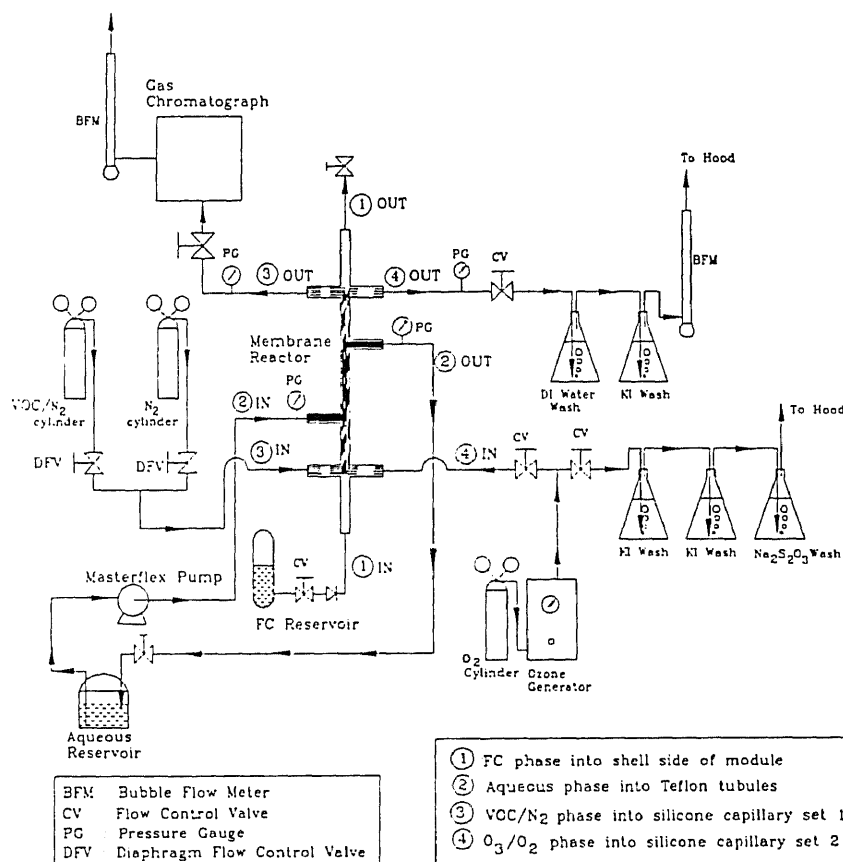 Gas
Chromatograph
BFM
To Hood
① OUT
PG
CV
PG
③ OUT
④ OUT
BFM
Membrane
Reactor
PG
② OUT
PG
② IN
DI Water
Wash
KI Wash
VOC/N₂
cylinder
N₂
cylinder
To Hood
③ IN
CV
CV
④ IN
DFV
DFV
KI Wash
KI Wash
Na₂S₂O₃ Wash
Masterflex Pump
CV
① IN
FC Reservoir
O₂
Cylinder
Ozone
Generator
Aqueous
Reservoir
BFM Bubble Flow Meter
CV Flow Control Valve
PG Pressure Gauge
DFV Diaphragm Flow Control Valve
① FC phase into shell side of module
② Aqueous phase into Teflon tubules
③ VOC/N₂ phase into silicone capillary set 1
④ O₃/O₂ phase into silicone capillary set 2